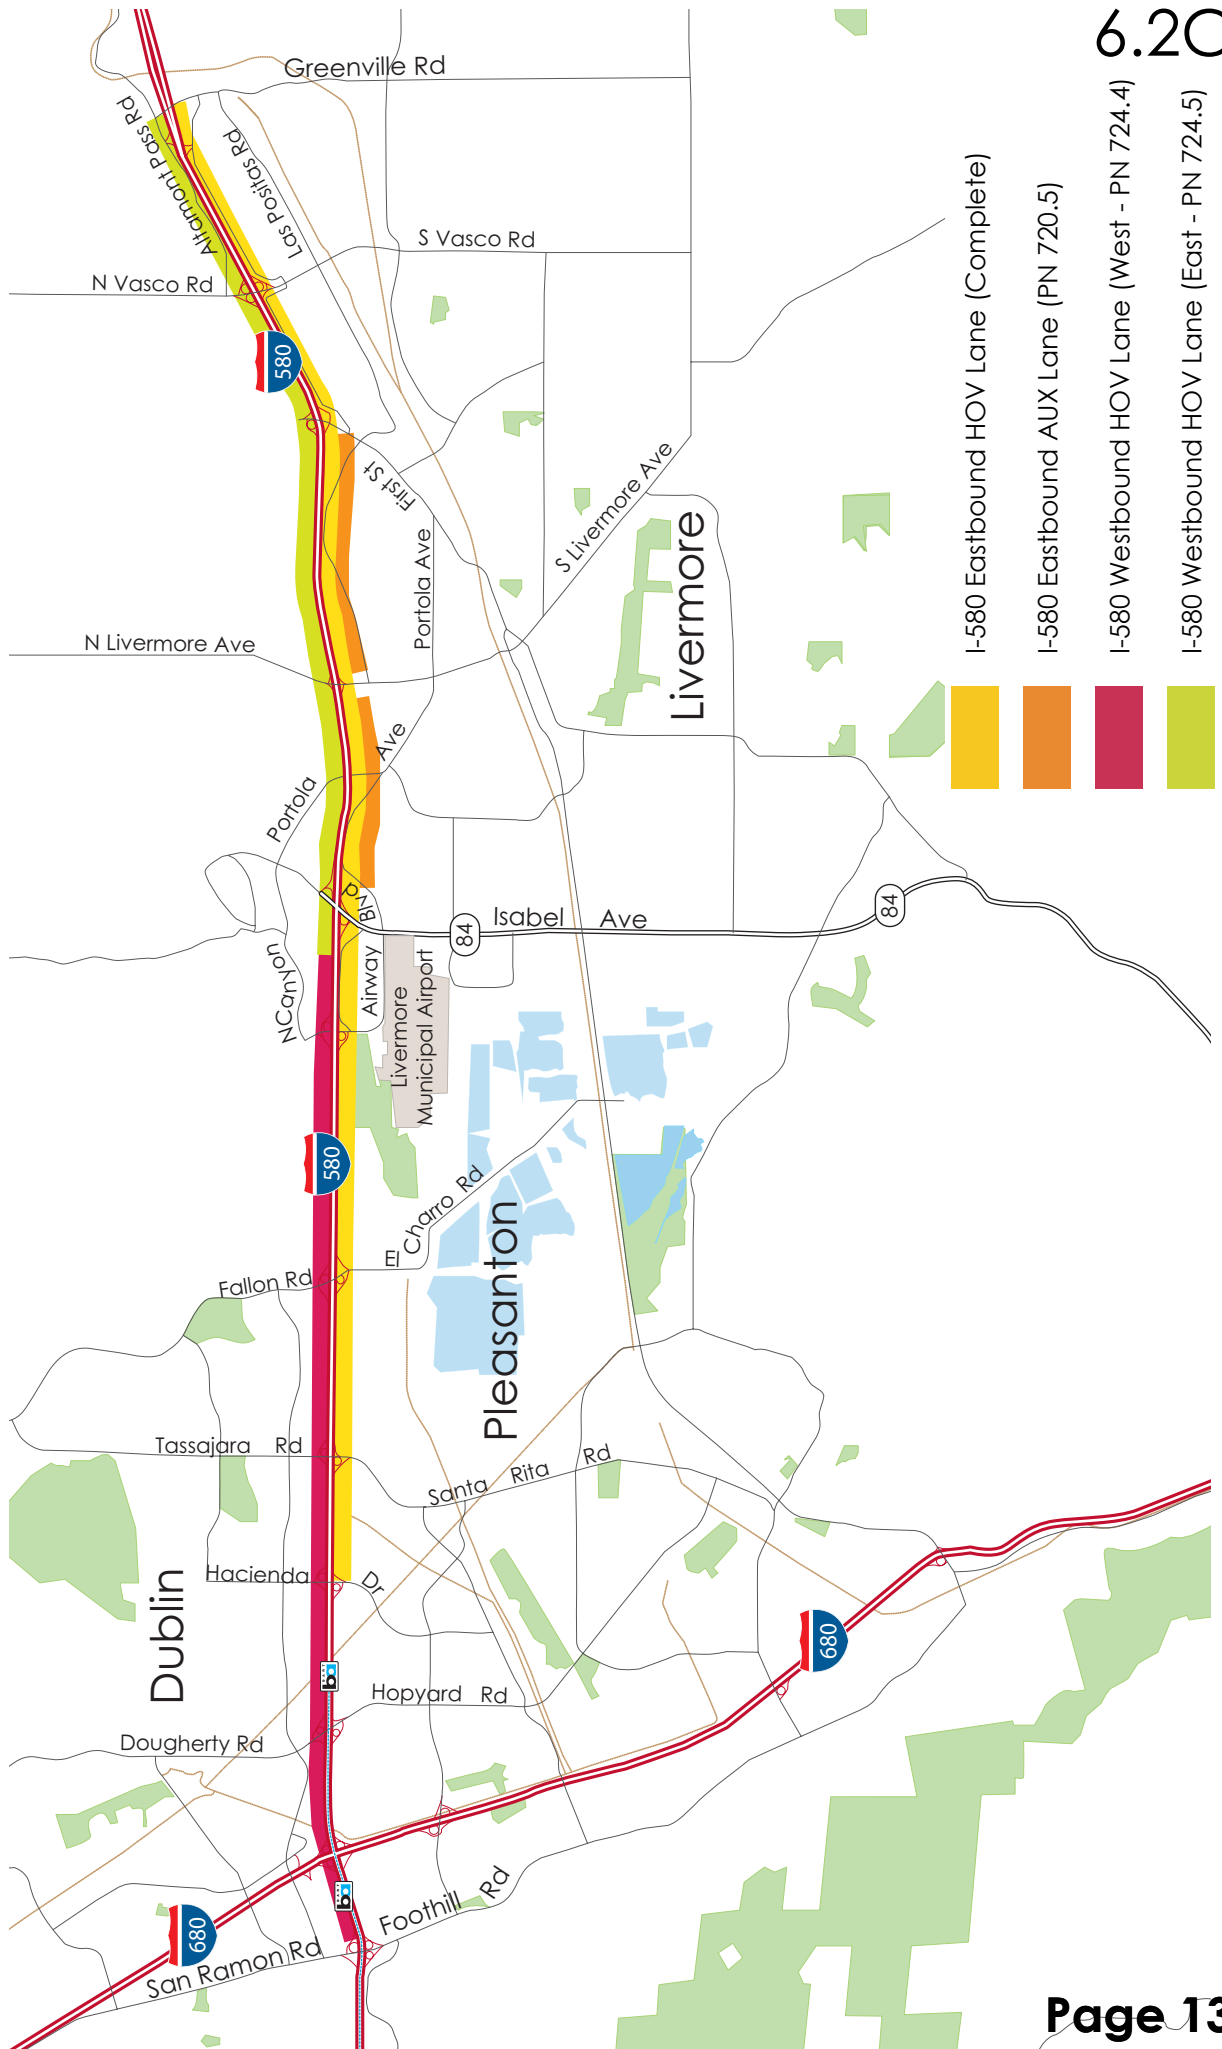 6.2C
Greenville Rd
Altamont Pass Rd
Las Positas Rd
S Vasco Rd
N Vasco Rd
580
First St
Portola Ave
S Livermore Ave
N Livermore Ave
Livermore
Portola
Ave
N Canyon
Airway
Blvd
Isabel Ave
84
84
Livermore
Municipal Airport
580
El
Charro Rd
Fallon Rd
Pleasanton
Tassajara Rd
Santa Rita Rd
Hacienda
Dr
Dublin
ba
Hopyard Rd
Dougherty Rd
680
ba
Foothill Rd
680
San Ramon Rd
I-580 Eastbound HOV Lane (Complete)
I-580 Eastbound AUX Lane (PN 720.5)
I-580 Westbound HOV Lane (West - PN 724.4)
I-580 Westbound HOV Lane (East - PN 724.5)
Page 13